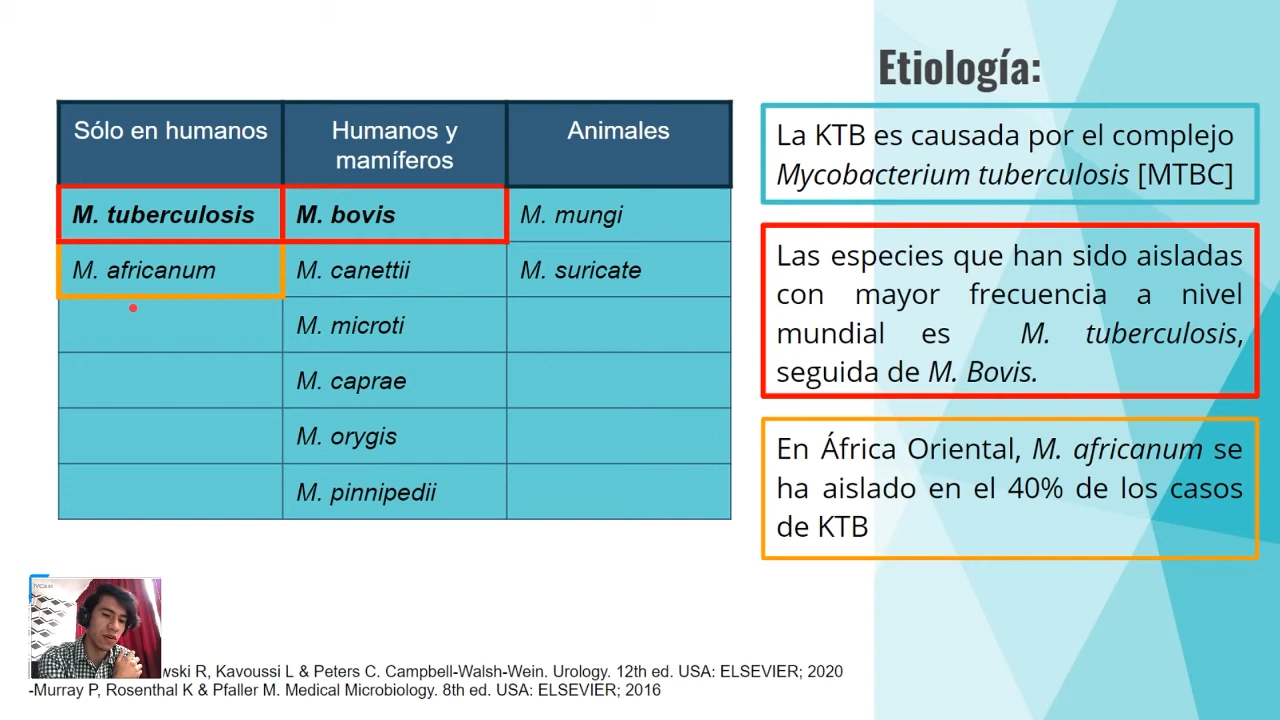 Etiología:
Sólo en humanos
Humanos y
mamíferos
Animales
M. tuberculosis
M. bovis
M. mungi
M. africanum
M. canettii
M. suricate
M. microti
M. caprae
M. orygis
M. pinnipedii
La KTB es causada por el complejo
Mycobacterium tuberculosis [MTBC]
Las especies que han sido aisladas
con mayor frecuencia a nivel
mundial es M. tuberculosis,
seguida de M. Bovis.
En África Oriental, M. africanum se
ha aislado en el 40% de los casos
de KTB
R, Kavoussi L & Peters C. Campbell-Walsh-Wein. Urology. 12th ed. USA: ELSEVIER; 2020
-Murray P, Rosenthal K & Pfaller M. Medical Microbiology. 8th ed. USA: ELSEVIER; 2016